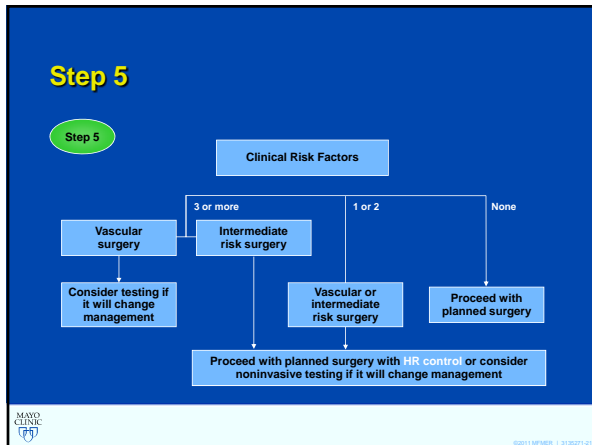 Step 5
Step 5
Clinical Risk Factors
3 or more
1 or 2
None
Vascular
surgery
Intermediate
risk surgery
Consider testing if
it will change
management
Vascular or
intermediate
risk surgery
Proceed with
planned surgery
Proceed with planned surgery with HR control or consider
noninvasive testing if it will change management
MAYO
CLINIC
©2011 MFMER | 3138271-